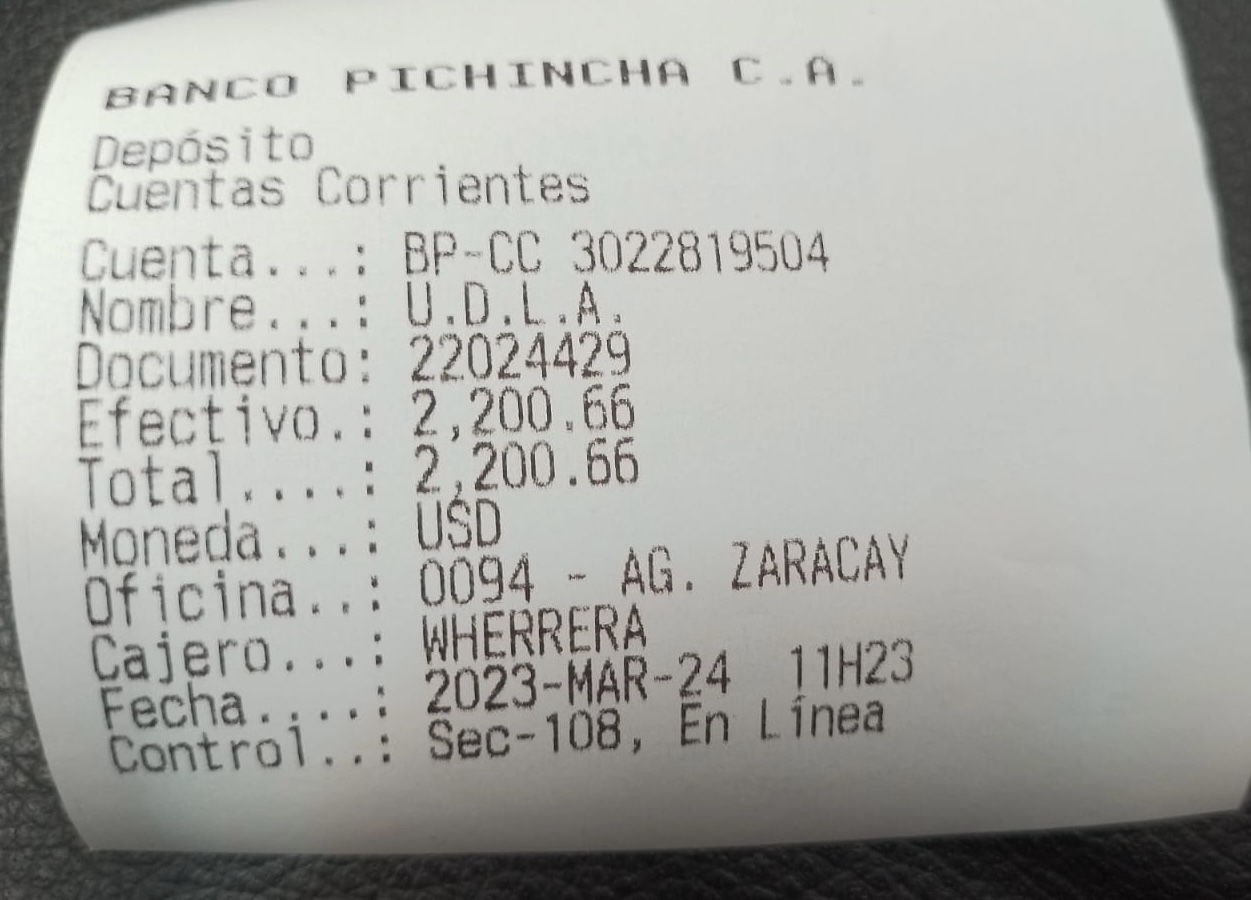 BANCO PICHINCHA C.A.
Depósito
Cuentas Corrientes
Cuenta...: BP-CC 3022819504
Nombre...: U.D.L.A.
Documento: 22024429
Efectivo.: 2,200.66
Total....: 2,200.66
Moneda...: USD
Oficina..: 0094 - AG. ZARACAY
Cajero...: WHERRERA
Fecha....: 2023-MAR-24 11H23
Control..: Sec-108, En Línea